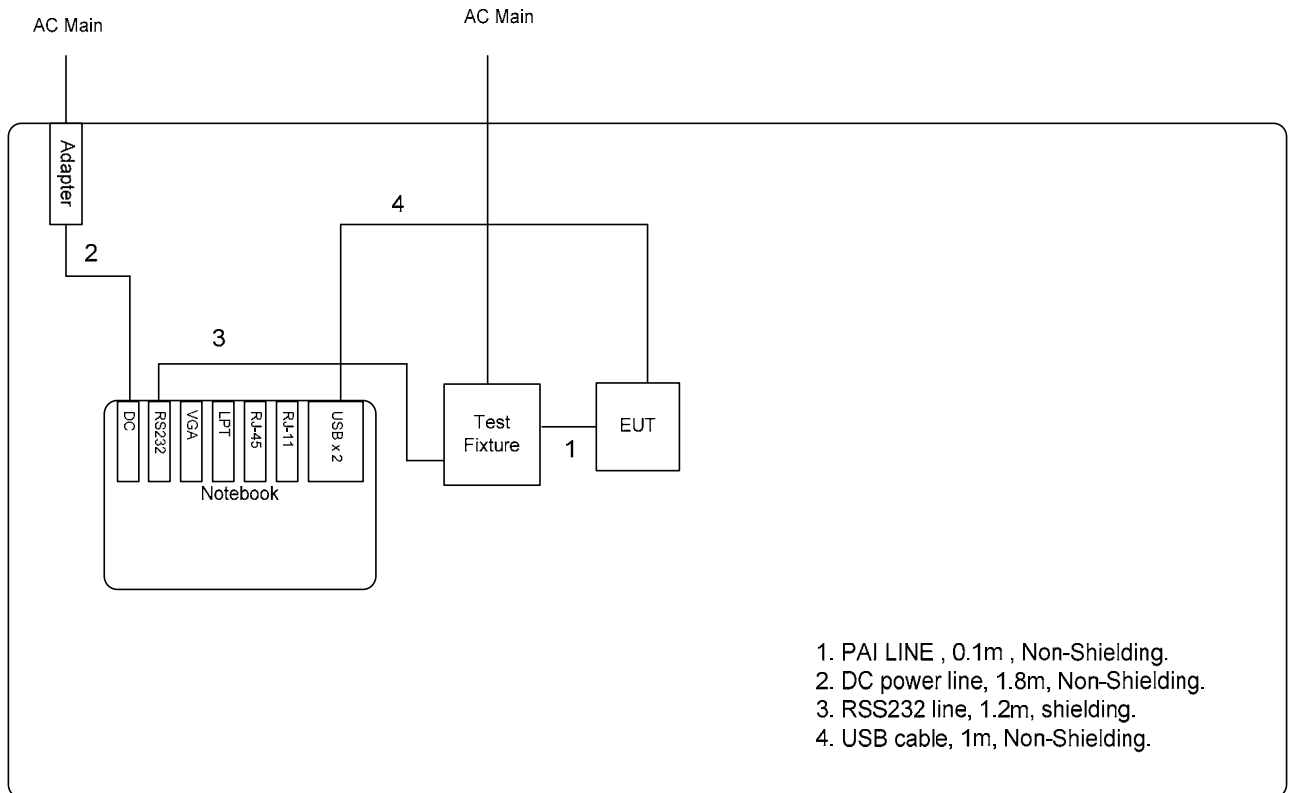 AC Main
AC Main
Adapter
4
2
3
DC
RS232
VGA
LPT
RJ-45
RJ-11
USB x 2
Notebook
Test
Fixture
1
EUT
1. PAI LINE , 0.1m , Non-Shielding.
2. DC power line, 1.8m, Non-Shielding.
3. RSS232 line, 1.2m, shielding.
4. USB cable, 1m, Non-Shielding.